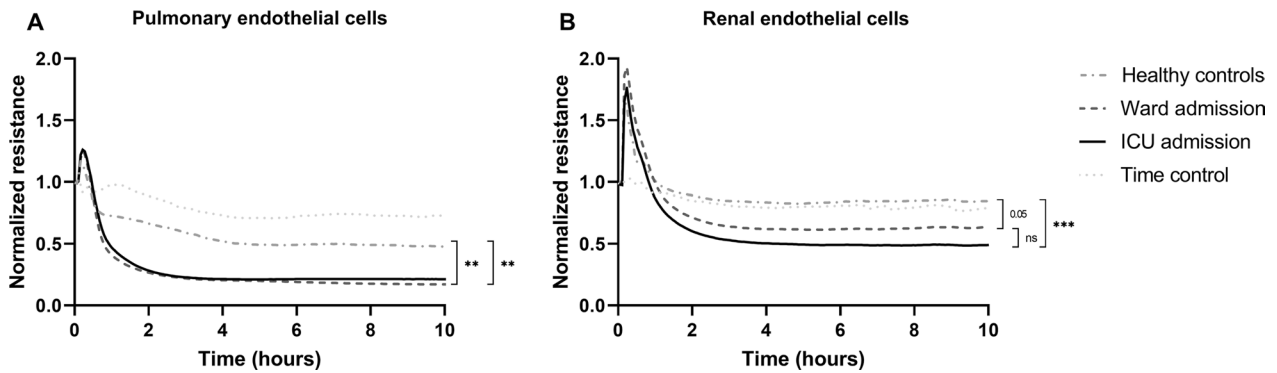 A
Pulmonary endothelial cells
2.0
1.5
1.0
0.5
0.0
Normalized resistance
0
2
4
6
8
10
Time (hours)
**
**
B
Renal endothelial cells
2.0
1.5
1.0
0.5
0.0
Normalized resistance
0
2
4
6
8
10
Time (hours)
0.05
ns
***
Healthy controls
Ward admission
ICU admission
Time control